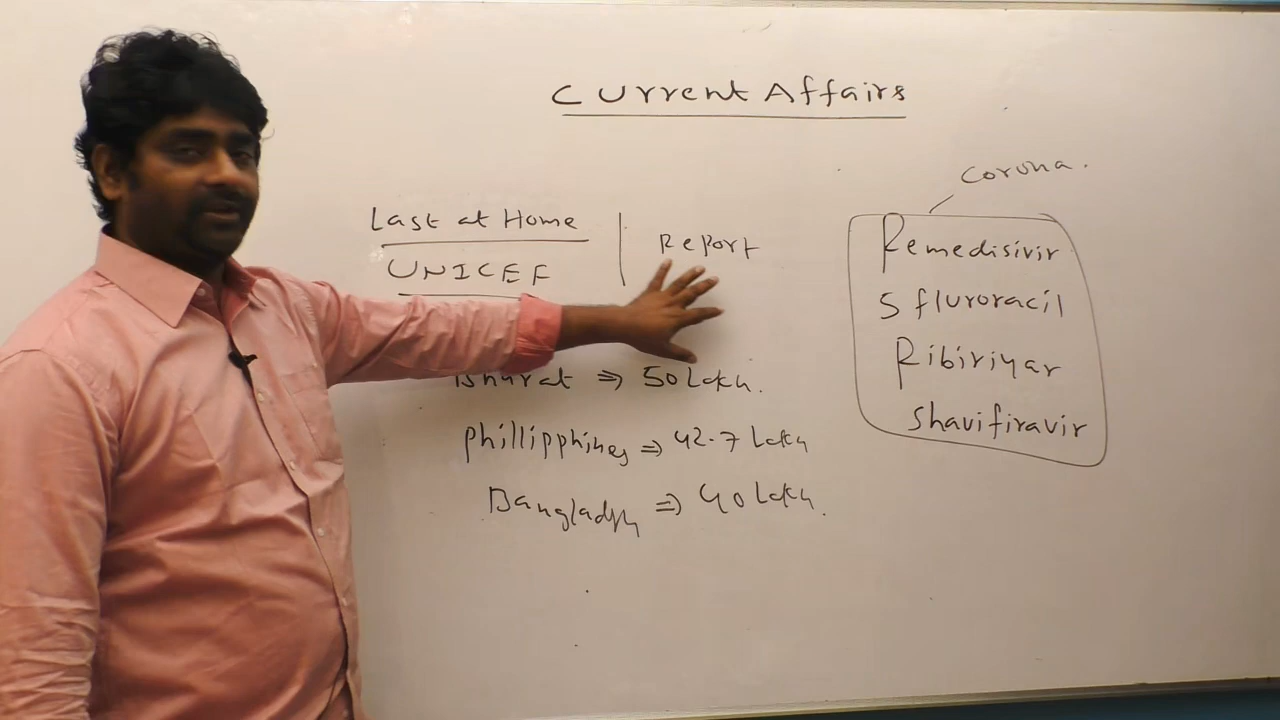 Current Affairs
Corona.
Last at Home
UNICEF
Report
Bharat ⇒ 50 Lakh.
phillipphines ⇒ 42.7 Lakh
Bangladsh ⇒ 40 Lakh.
Remedisivir
5 fluroracil
Ribiriyar
Shavifiravir